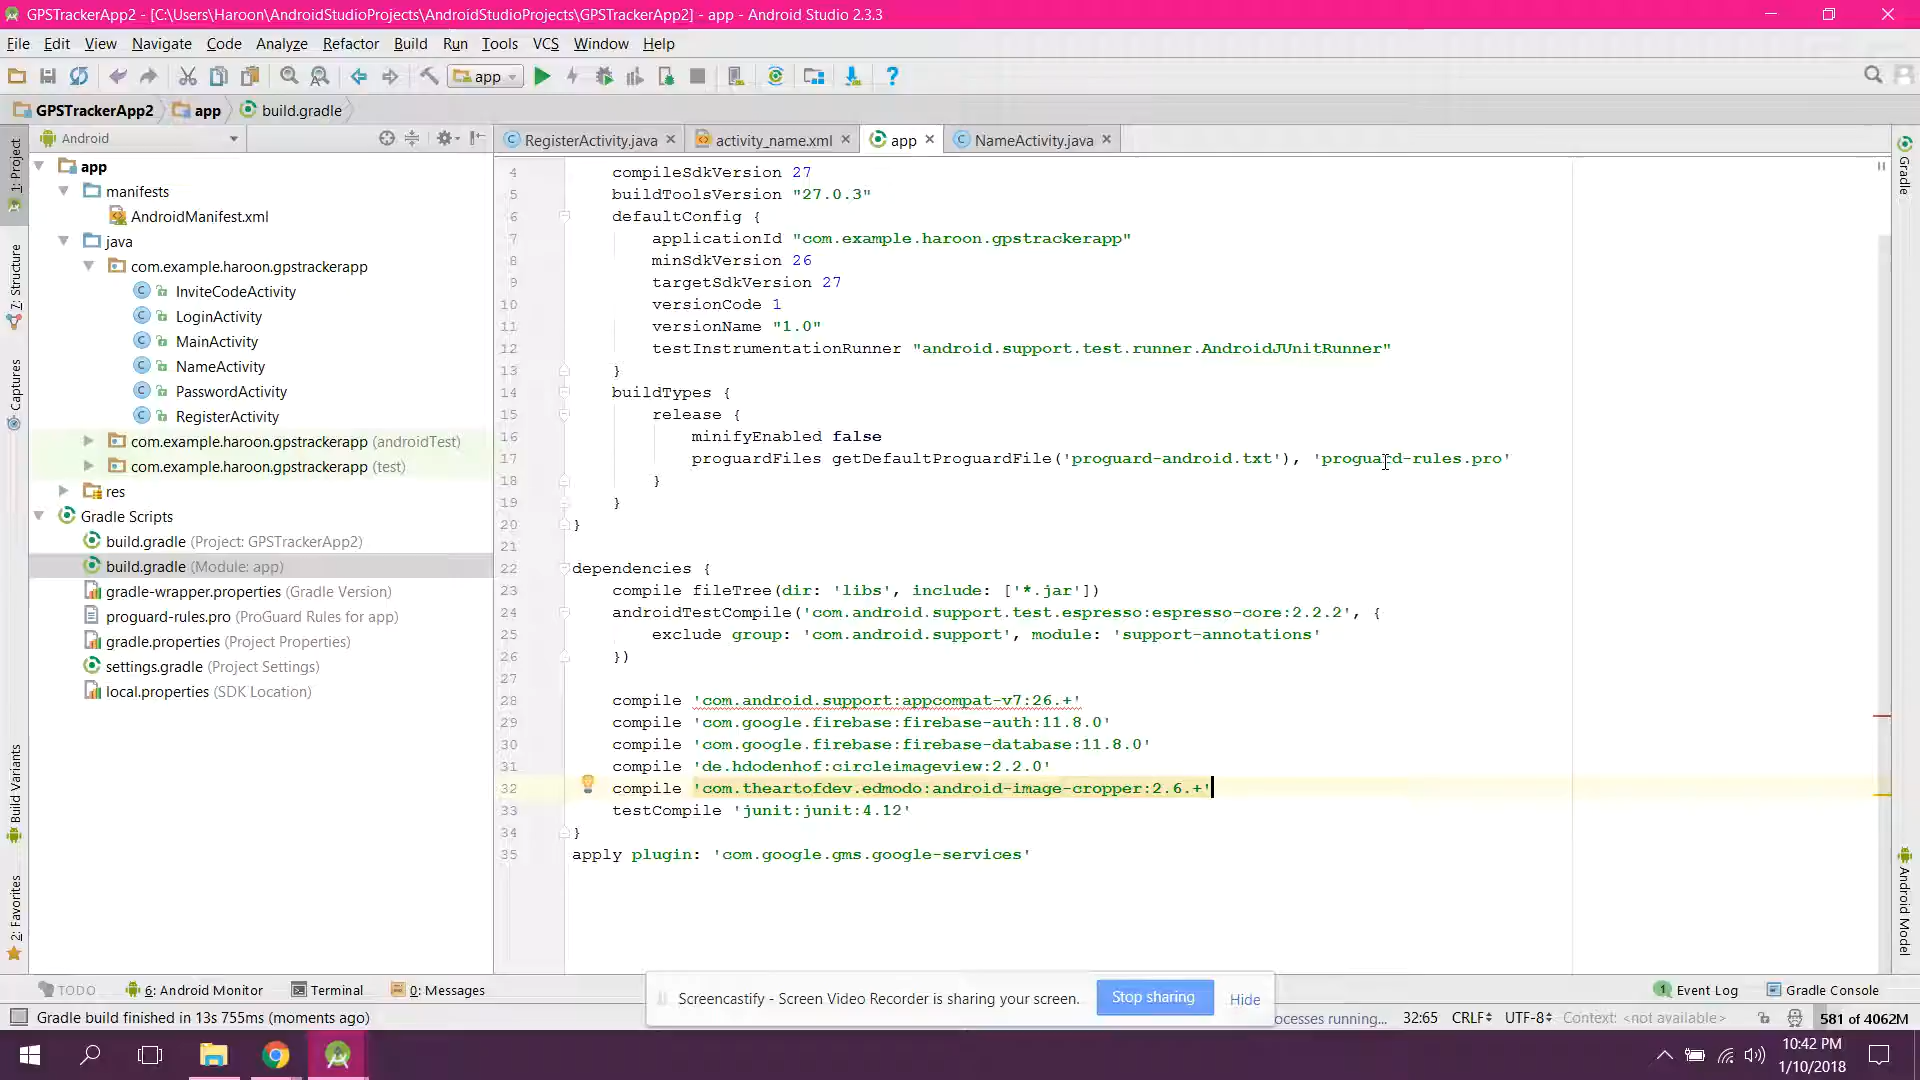 GPSTrackerApp2 - [C:\Users\Haroon\AndroidStudioProjects\AndroidStudioProjects\GPSTrackerApp2] - app - Android Studio 2.3.3
File Edit View Navigate Code Analyze Refactor Build Run Tools VCS Window Help
app
GPSTrackerApp2 app build.gradle
Android
RegisterActivity.java activity_name.xml app NameActivity.java
1: Project
7: Structure
Captures
Build Variants
2: Favorites
app
manifests
AndroidManifest.xml
java
com.example.haroon.gpstrackerapp
InviteCodeActivity
LoginActivity
MainActivity
NameActivity
PasswordActivity
RegisterActivity
com.example.haroon.gpstrackerapp (androidTest)
com.example.haroon.gpstrackerapp (test)
res
Gradle Scripts
build.gradle (Project: GPSTrackerApp2)
build.gradle (Module: app)
gradle-wrapper.properties (Gradle Version)
proguard-rules.pro (ProGuard Rules for app)
gradle.properties (Project Properties)
settings.gradle (Project Settings)
local.properties (SDK Location)
4 compileSdkVersion 27
5 buildToolsVersion "27.0.3"
6 defaultConfig {
7 applicationId "com.example.haroon.gpstrackerapp"
8 minSdkVersion 26
9 targetSdkVersion 27
10 versionCode 1
11 versionName "1.0"
12 testInstrumentationRunner "android.support.test.runner.AndroidJUnitRunner"
13 }
14 buildTypes {
15 release {
16 minifyEnabled false
17 proguardFiles getDefaultProguardFile('proguard-android.txt'), 'proguard-rules.pro'
18 }
19 }
20 }
21
22 dependencies {
23 compile fileTree(dir: 'libs', include: ['*.jar'])
24 androidTestCompile('com.android.support.test.espresso:espresso-core:2.2.2', {
25 exclude group: 'com.android.support', module: 'support-annotations'
26 })
27
28 compile 'com.android.support:appcompat-v7:26.+'
29 compile 'com.google.firebase:firebase-auth:11.8.0'
30 compile 'com.google.firebase:firebase-database:11.8.0'
31 compile 'de.hdodenhof:circleimageview:2.2.0'
32 compile 'com.theartofdev.edmodo:android-image-cropper:2.6.+'
33 testCompile 'junit:junit:4.12'
34 }
35 apply plugin: 'com.google.gms.google-services'
Gradle
Android Model
TODO 6: Android Monitor Terminal 0: Messages
Screencastify - Screen Video Recorder is sharing your screen. Stop sharing Hide
1 Event Log Gradle Console
Gradle build finished in 13s 755ms (moments ago)
ocesses running... 32:65 CRLF UTF-8 Context: <not available> 581 of 4062M
10:42 PM
1/10/2018